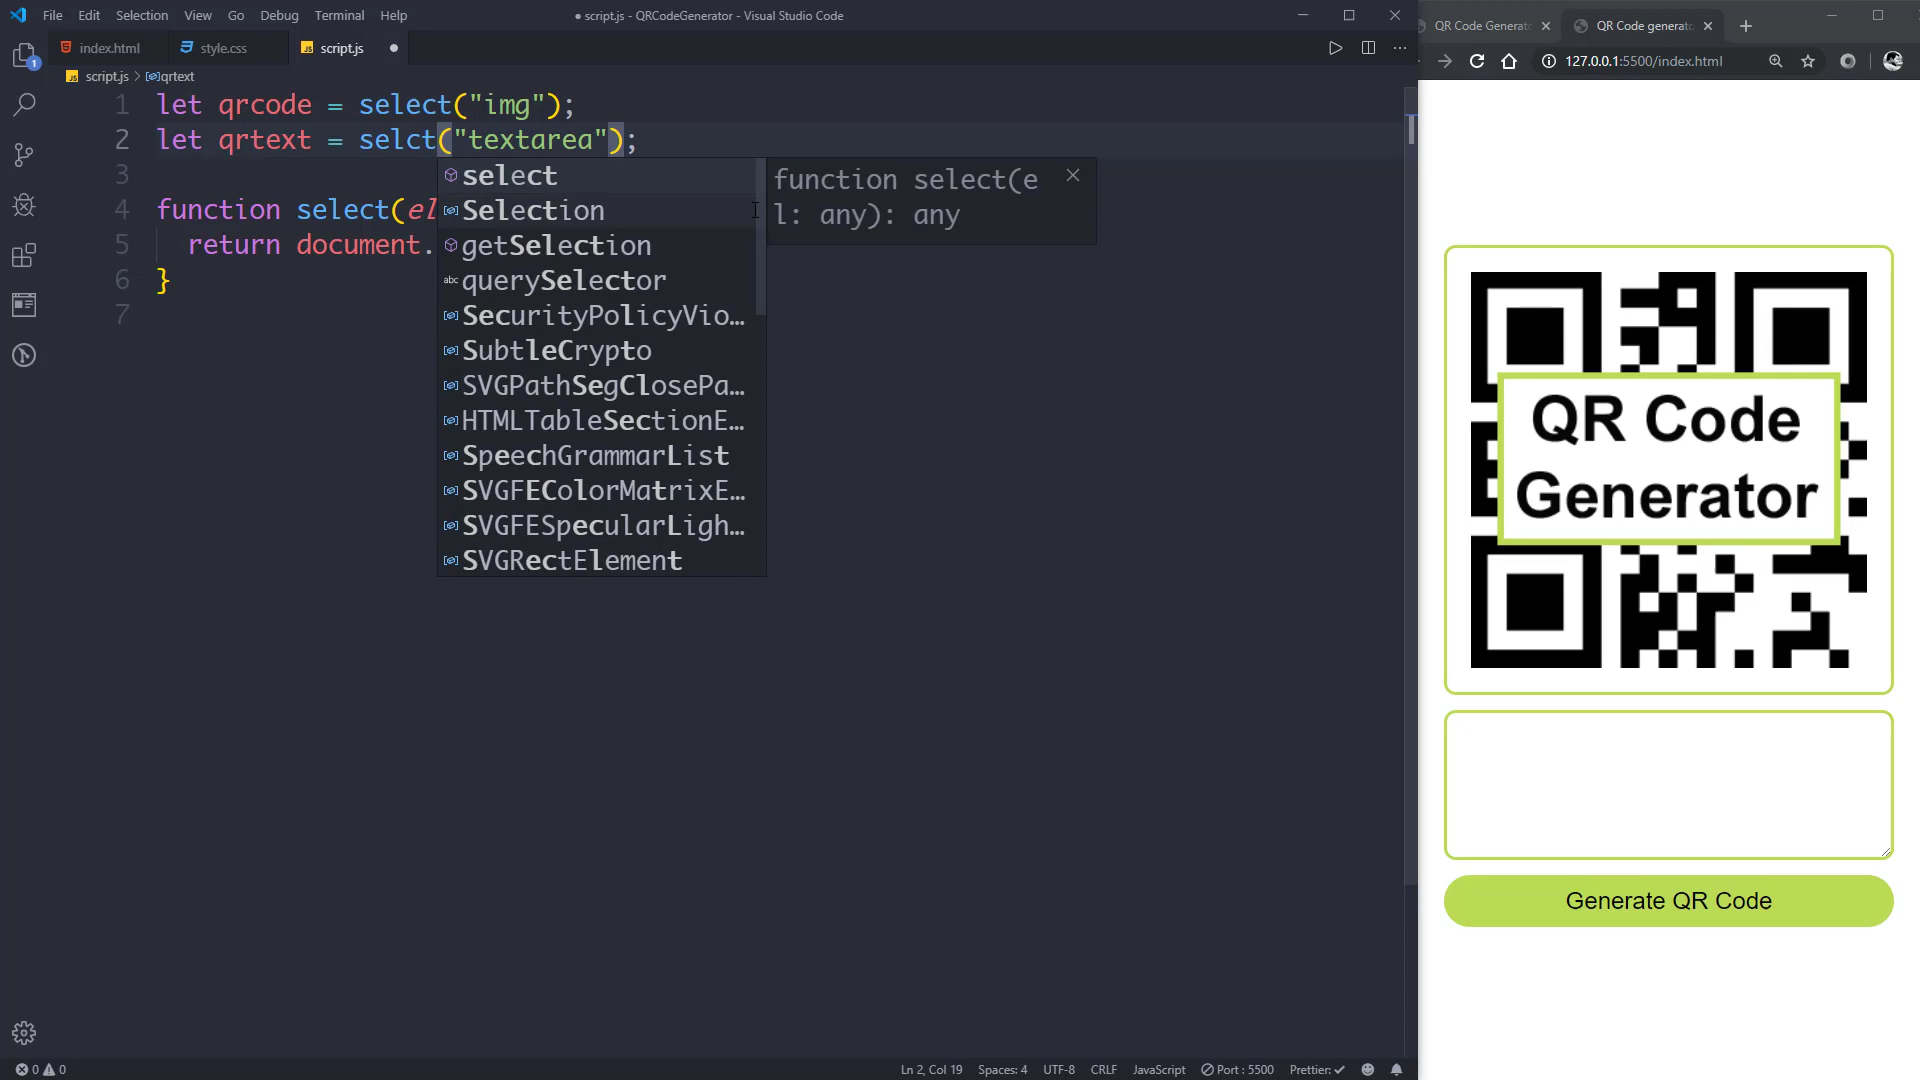 File Edit Selection View Go Debug Terminal Help
● script.js - QRCodeGenerator - Visual Studio Code
QR Code Generat
QR Code generat
index.html
style.css
JS script.js
127.0.0.1:5500/index.html
JS script.js > qrtext
1 let qrcode = select("img");
2 let qrtext = selct("textarea");
3
4 function select(el
5 return document.
6 }
7
select
Selection
getSelection
abc querySelector
SecurityPolicyVio…
SubtleCrypto
SVGPathSegClosePa…
HTMLTableSectionE…
SpeechGrammarList
SVGFEColorMatrixE…
SVGFESpecularLigh…
SVGRectElement
function select(e
l: any): any
1
QR Code
Generator
Generate QR Code
0 0
Ln 2, Col 19 Spaces: 4 UTF-8 CRLF JavaScript Port : 5500 Prettier: ✓